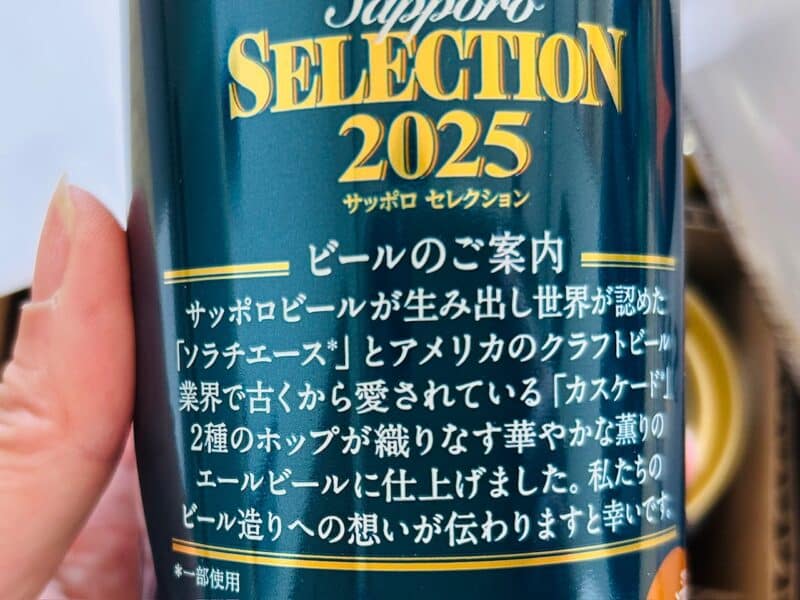 Sapporo
SELECTION
2025
サッポロ セレクション
ビールのご案内
サッポロビールが生み出し世界が認めた
「ソラチエース*」とアメリカのクラフトビール
業界で古くから愛されている「カスケード*」
2種のホップが織りなす華やかな薫りの
エールビールに仕上げました。私たちの
ビール造りへの想いが伝わりますと幸いです。
*一部使用